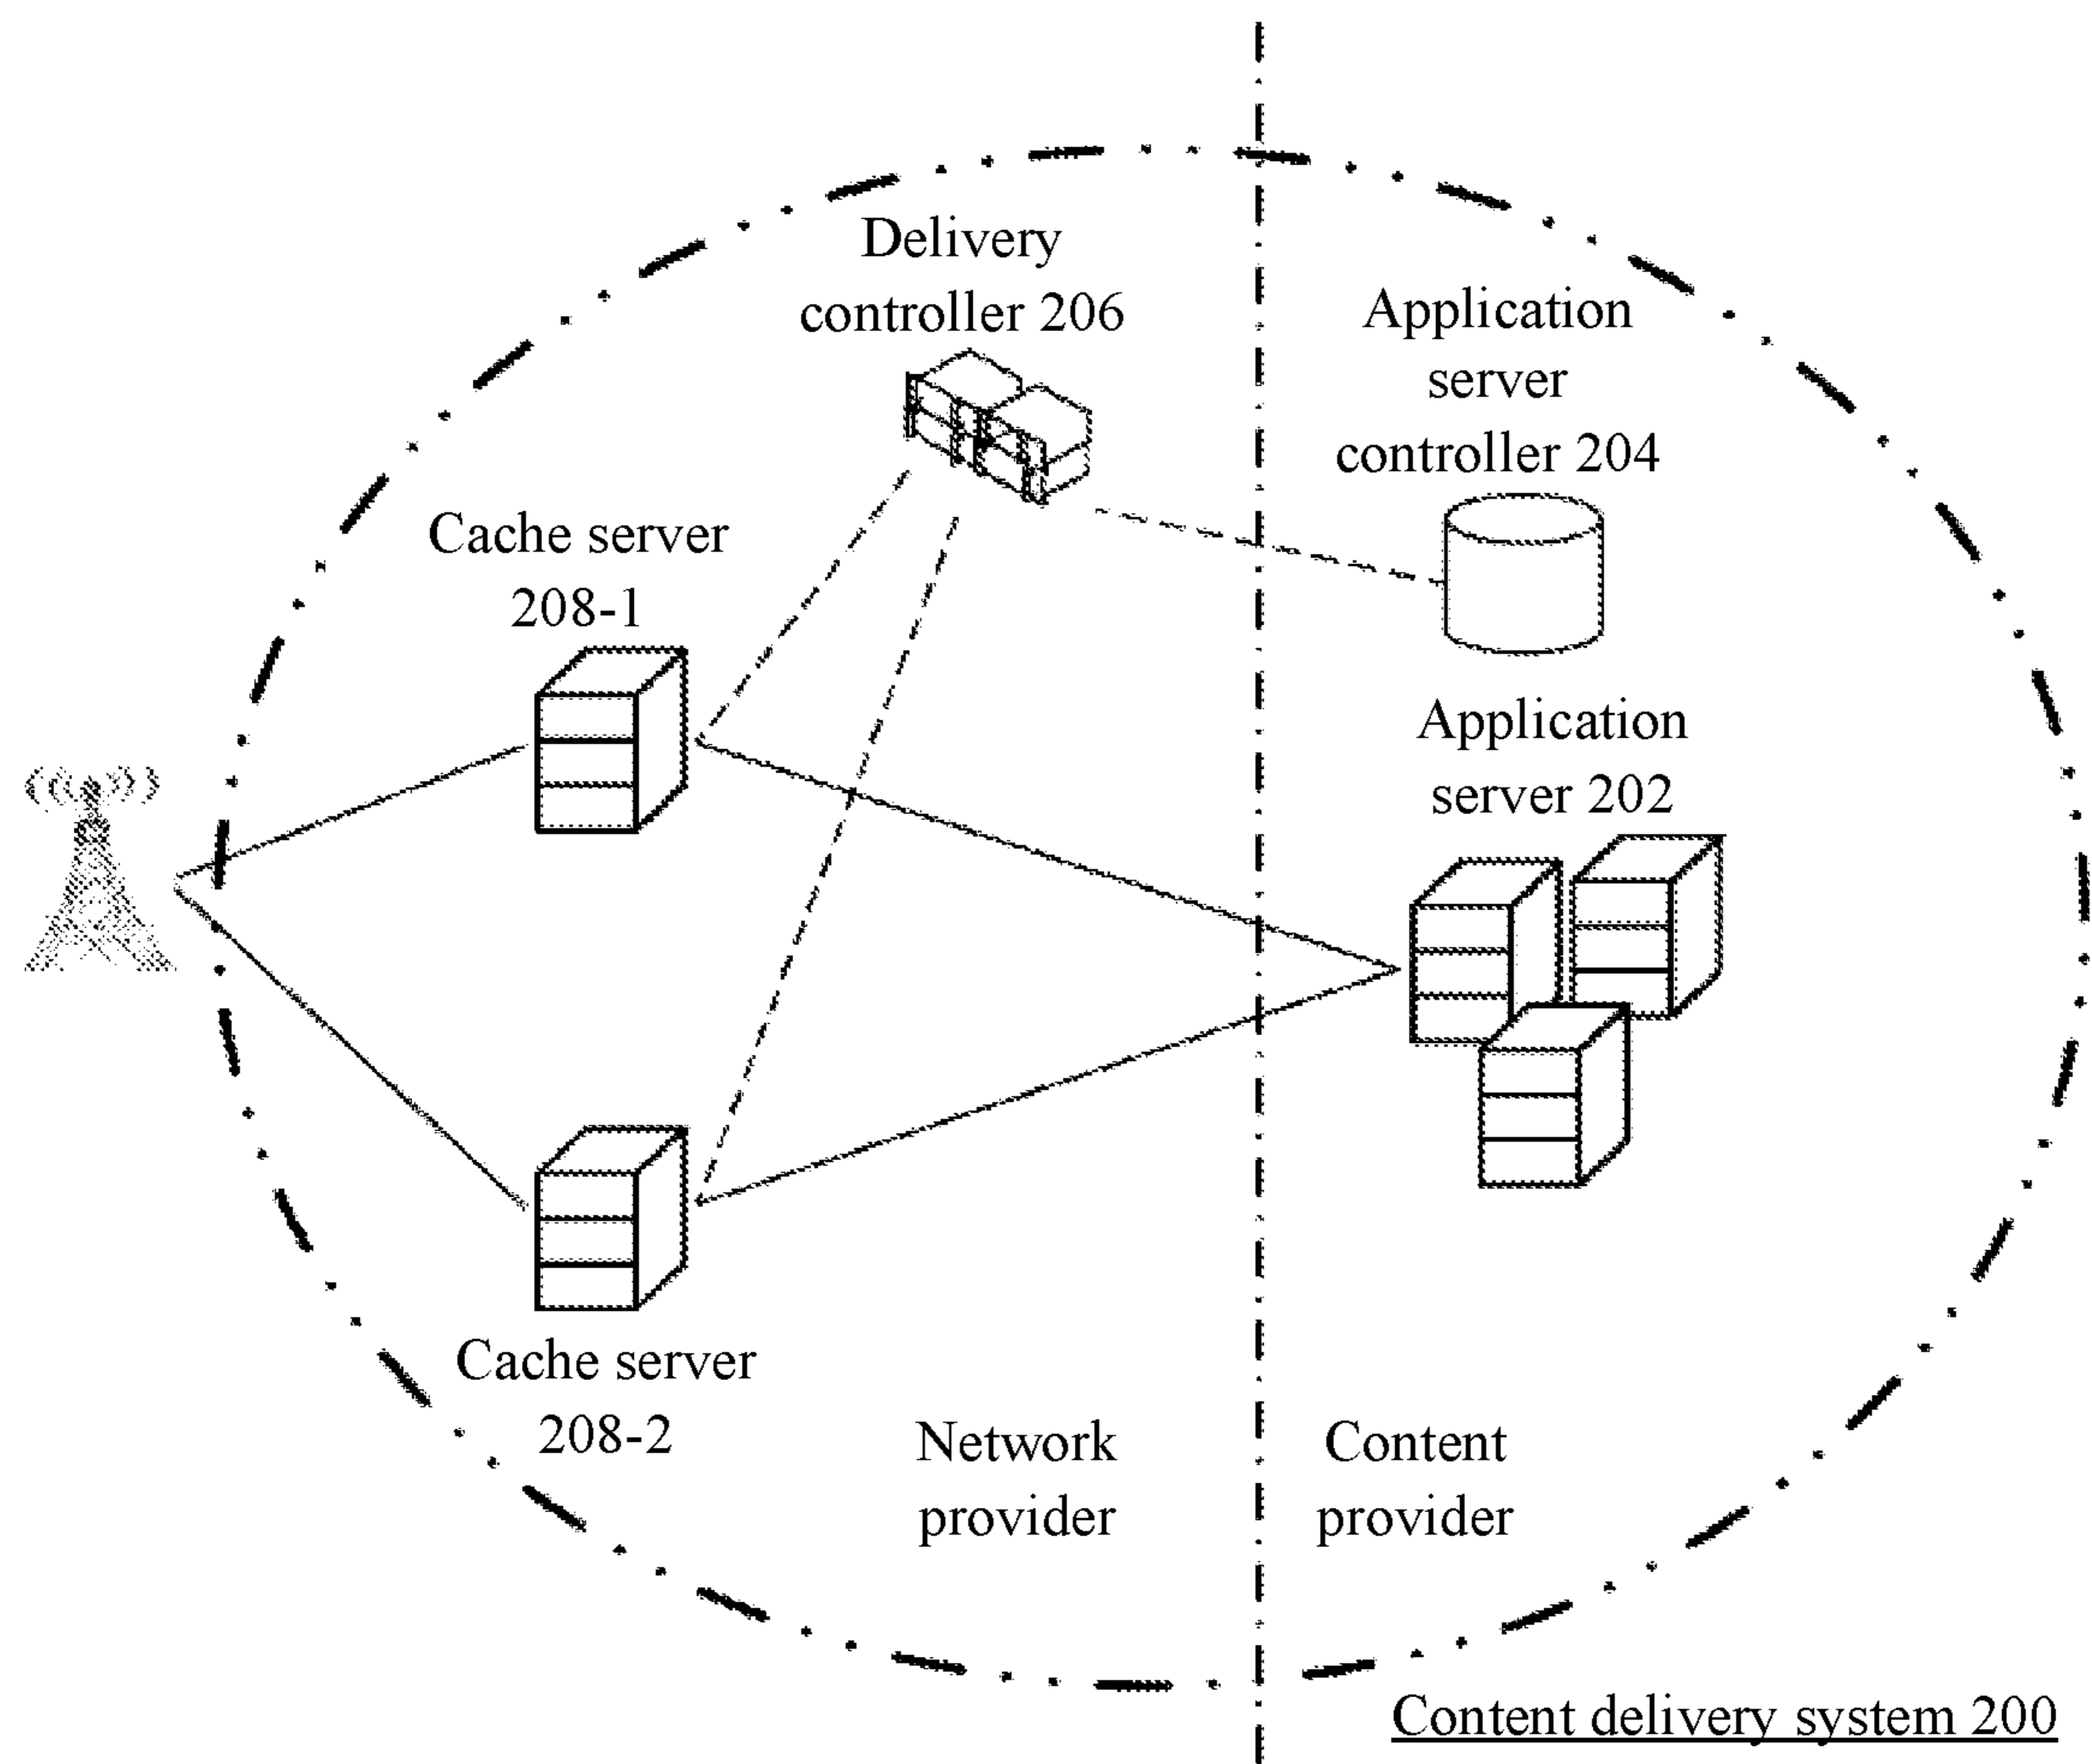 Delivery
controller 206
Application
server
controller 204
Cache server
208-1
Application
server 202
Cache server
208-2
Network
provider
Content
provider
Content delivery system 200